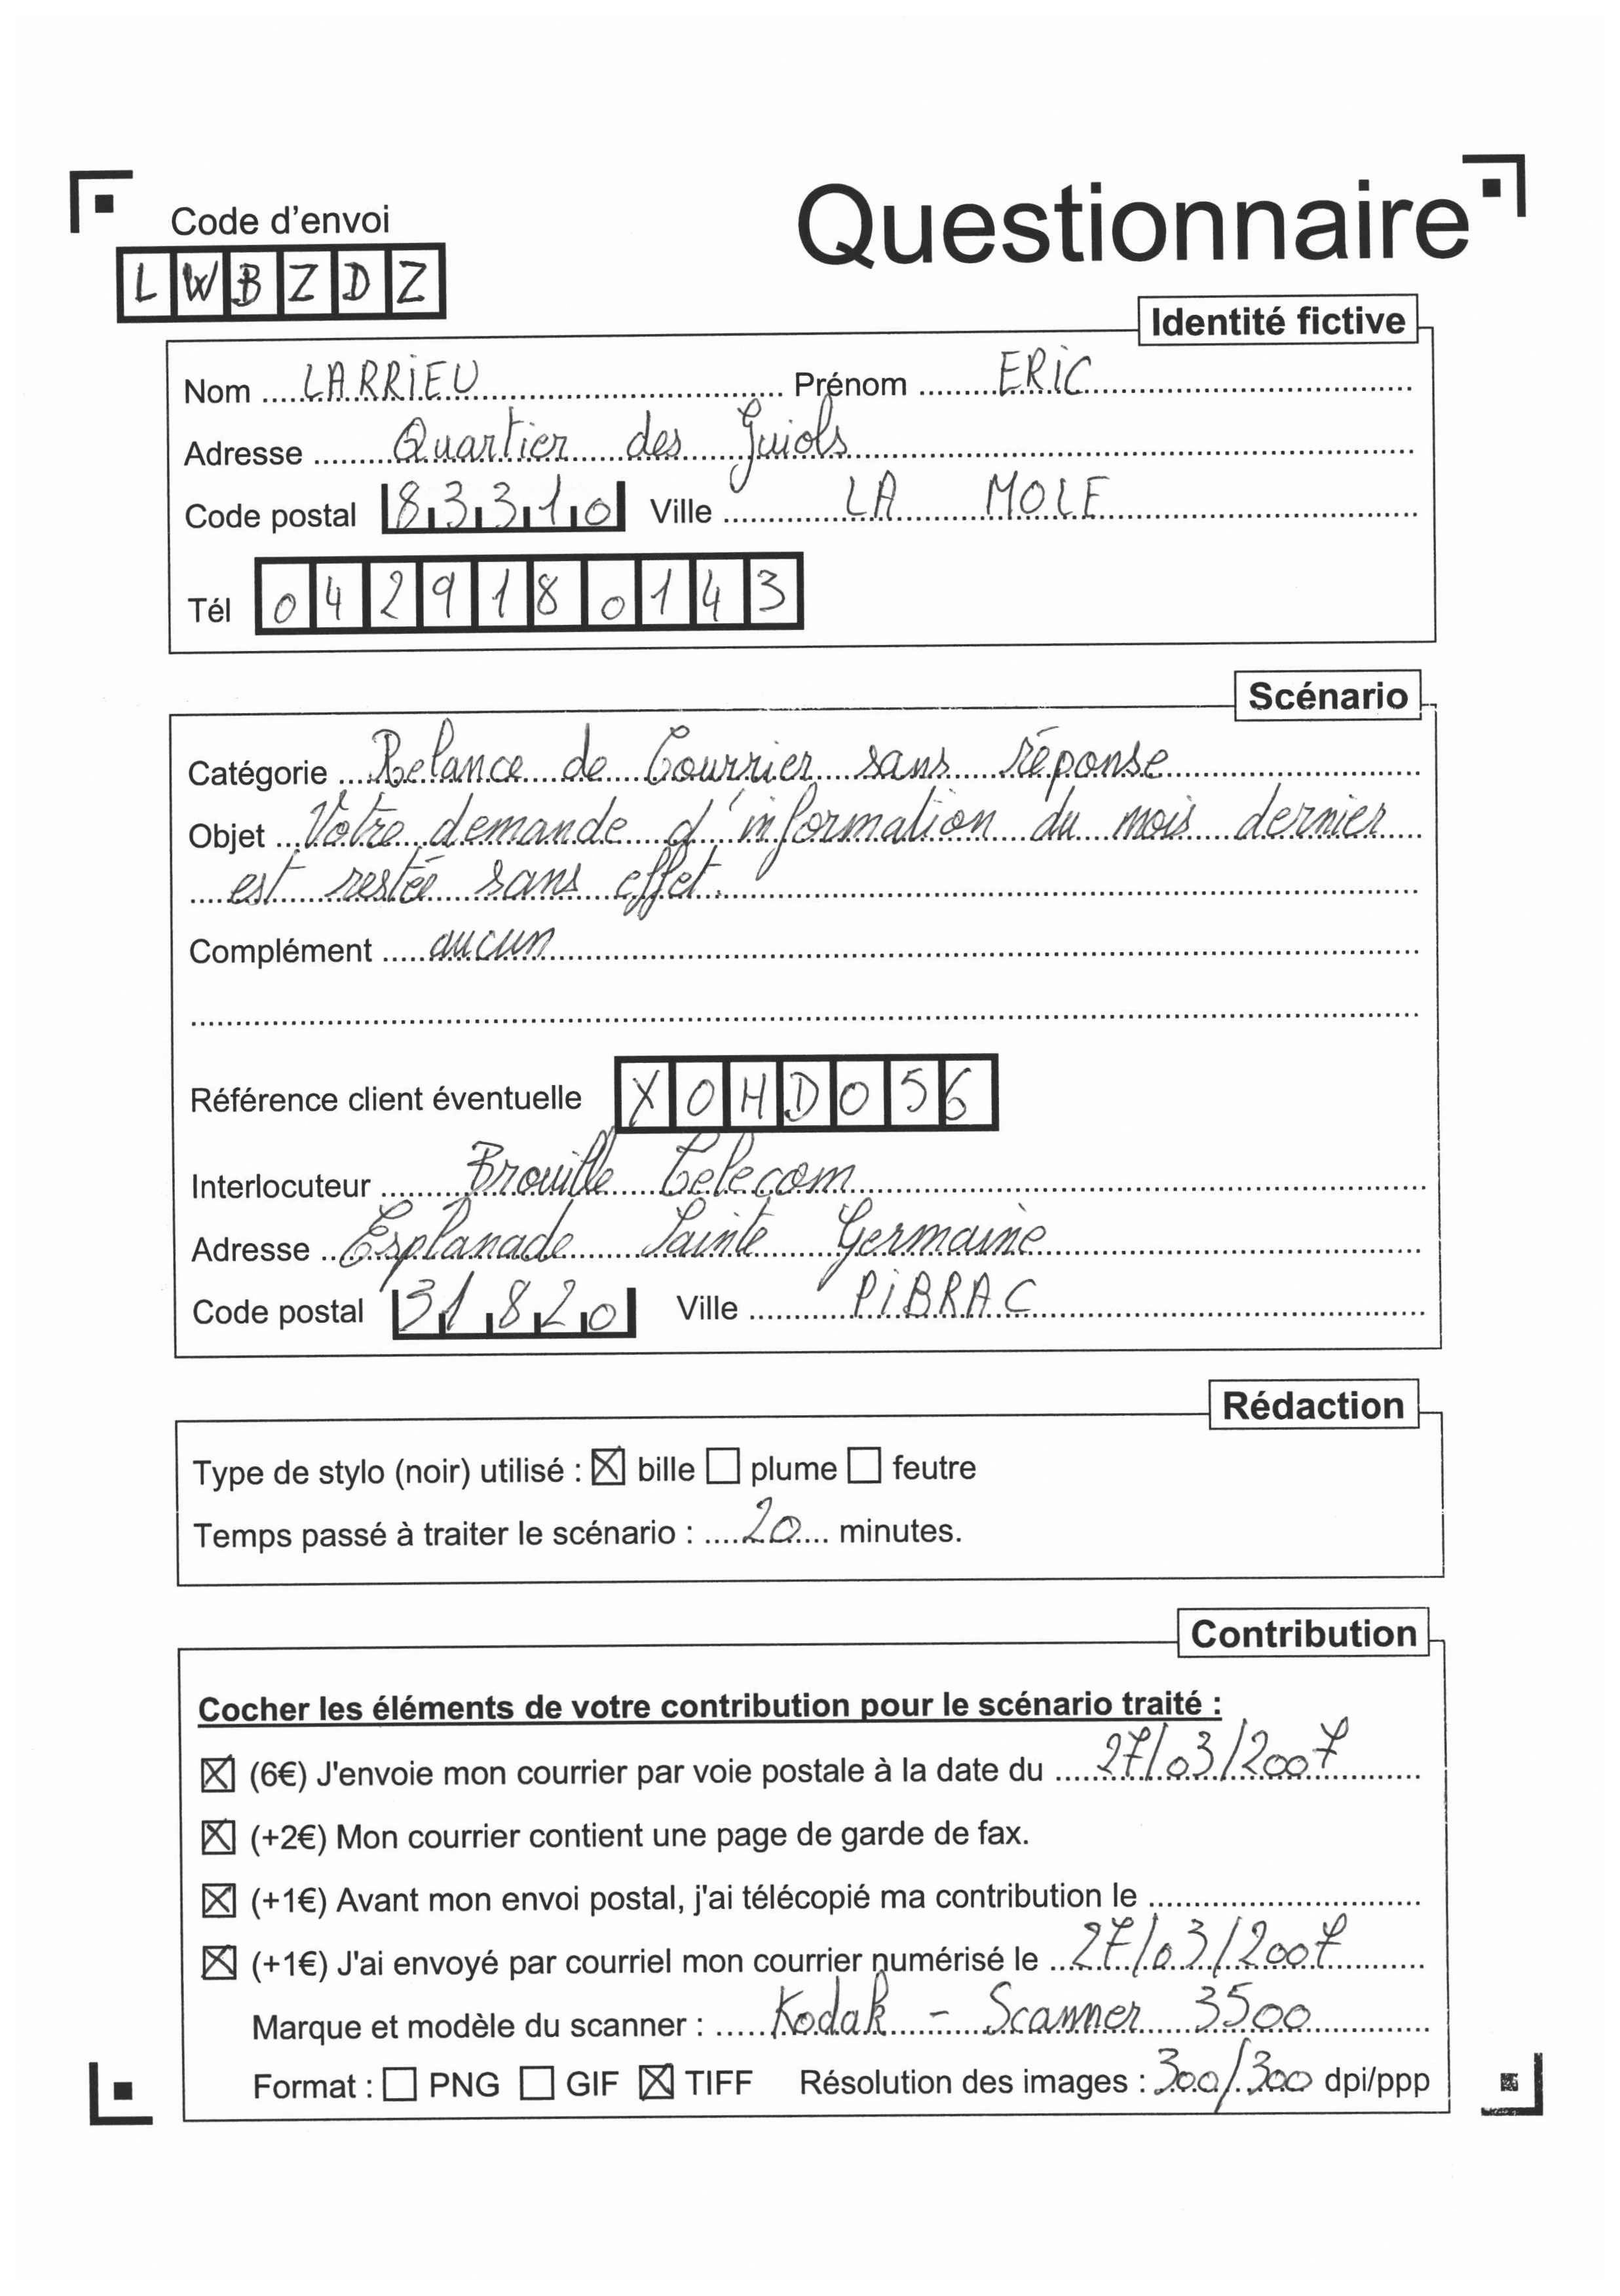 Questionnaire
Code d'envoi
LWBZDZ
Identité fictive
Nom LARRIEU Prénom ERIC
Adresse Quartier des Guiols
Code postal 83310 Ville LA MOLE
Tél 0429180143
Scénario
Catégorie Relance de Courrier sans réponse
Objet Votre demande d'information du mois dernier
est restée sans effet.
Complément aucun
Référence client éventuelle XOHD056
Interlocuteur Brouille Telecom
Adresse Esplanade Sainte Germaine
Code postal 31820 Ville PIBRAC
Rédaction
Type de stylo (noir) utilisé : ☒ bille ☐ plume ☐ feutre
Temps passé à traiter le scénario : 20 minutes.
Contribution
Cocher les éléments de votre contribution pour le scénario traité :
☒ (6€) J'envoie mon courrier par voie postale à la date du 27/03/2007
☒ (+2€) Mon courrier contient une page de garde de fax.
☒ (+1€) Avant mon envoi postal, j'ai télécopié ma contribution le
☒ (+1€) J'ai envoyé par courriel mon courrier numérisé le 27/03/2007
Marque et modèle du scanner : Kodak - Scanner 3500
Format : ☐ PNG ☐ GIF ☒ TIFF Résolution des images : 300/300 dpi/ppp